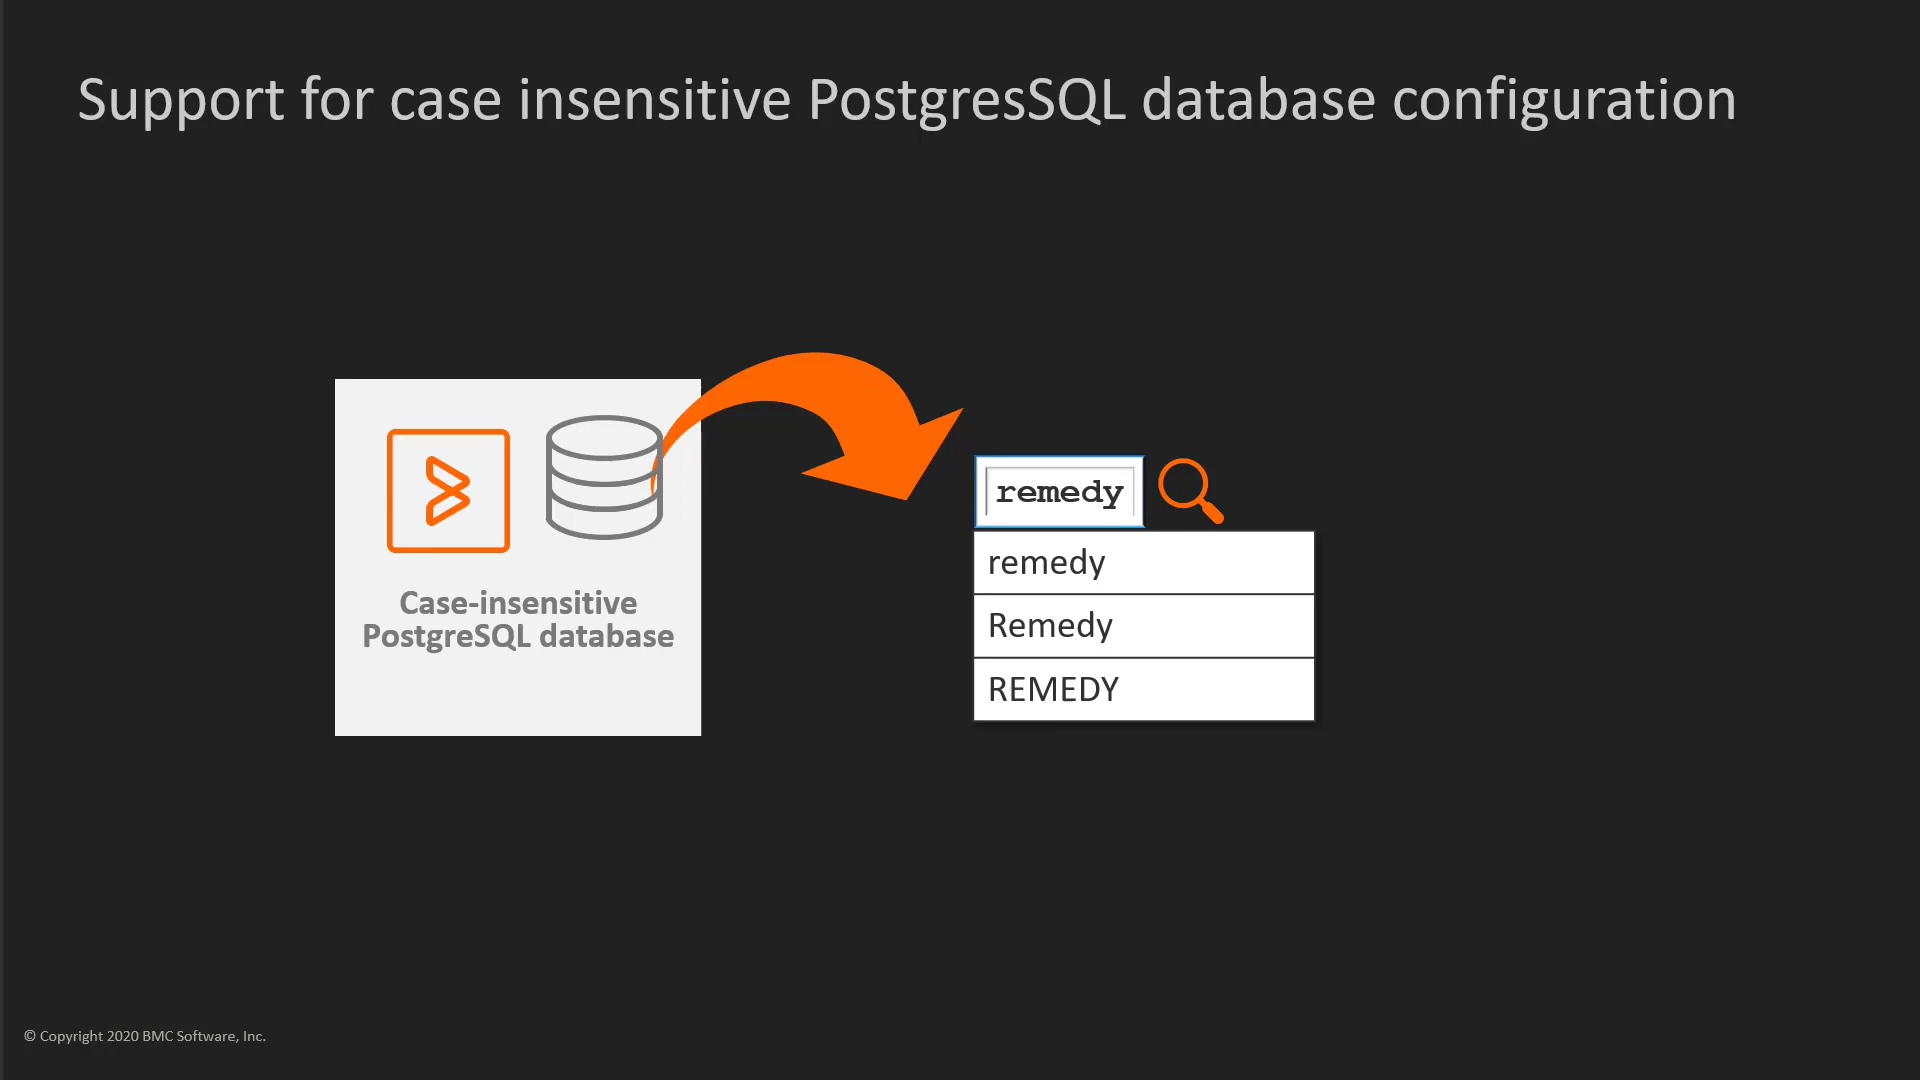 Support for case insensitive PostgresSQL database configuration
Case-insensitive
PostgreSQL database
remedy
remedy
Remedy
REMEDY
© Copyright 2020 BMC Software, Inc.